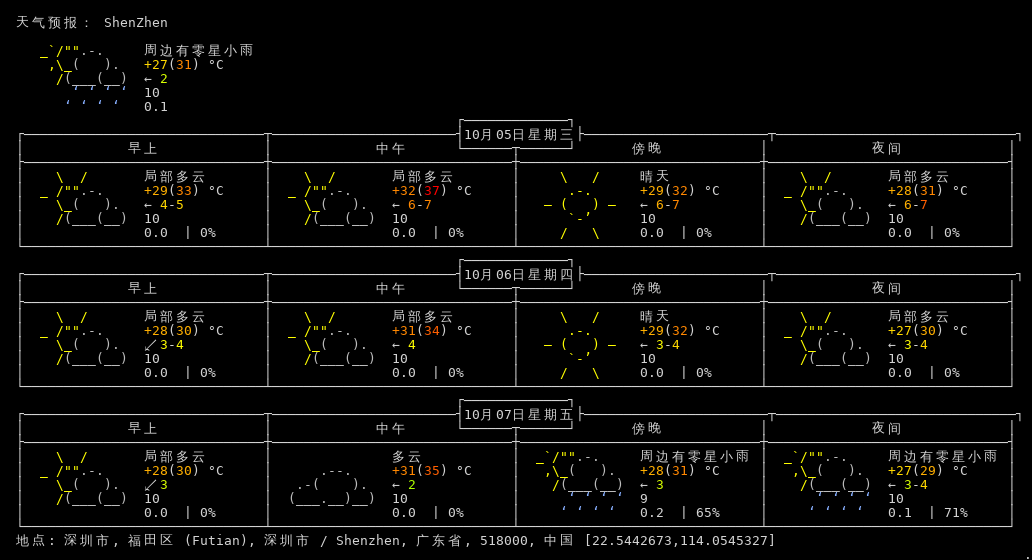 天气预报： ShenZhen
周边有零星小雨
+27(31) °C
← 2
10
0.1
10月05日星期三
早上 中午 傍晚 夜间
局部多云 局部多云 晴天 局部多云
+29(33) °C +32(37) °C +29(32) °C +28(31) °C
← 4-5 ← 6-7 ← 6-7 ← 6-7
10 10 10 10
0.0 | 0% 0.0 | 0% 0.0 | 0% 0.0 | 0%
10月06日星期四
早上 中午 傍晚 夜间
局部多云 局部多云 晴天 局部多云
+28(30) °C +31(34) °C +29(32) °C +27(30) °C
↙ 3-4 ← 4 ← 3-4 ← 3-4
10 10 10 10
0.0 | 0% 0.0 | 0% 0.0 | 0% 0.0 | 0%
10月07日星期五
早上 中午 傍晚 夜间
局部多云 多云 周边有零星小雨 周边有零星小雨
+28(30) °C +31(35) °C +28(31) °C +27(29) °C
↙ 3 ← 2 ← 3 ← 3-4
10 10 9 10
0.0 | 0% 0.0 | 0% 0.2 | 65% 0.1 | 71%
地点: 深圳市, 福田区 (Futian), 深圳市 / Shenzhen, 广东省, 518000, 中国 [22.5442673,114.0545327]